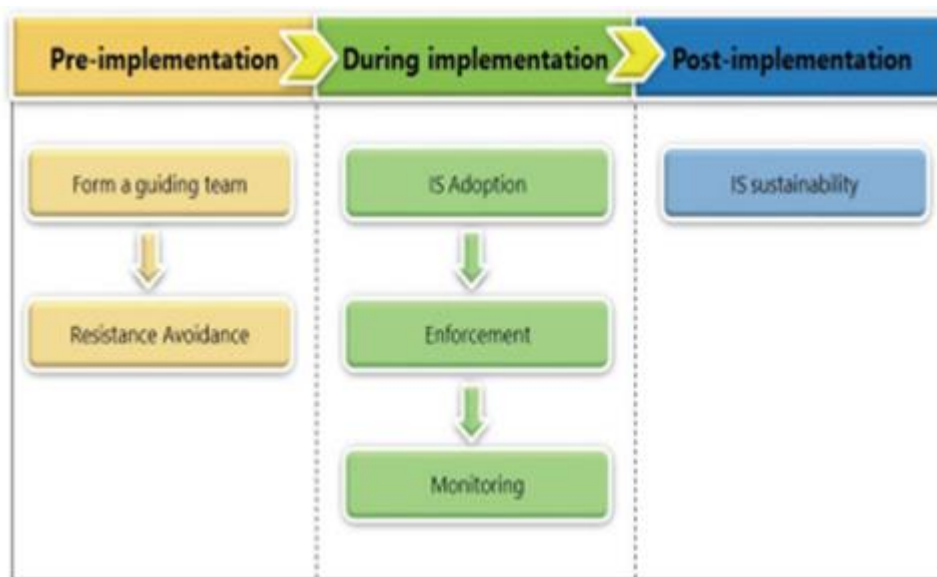 Pre-implementation
During implementation
Post-implementation
Form a guiding team
IS Adoption
IS sustainability
Resistance Avoidance
Enforcement
Monitoring